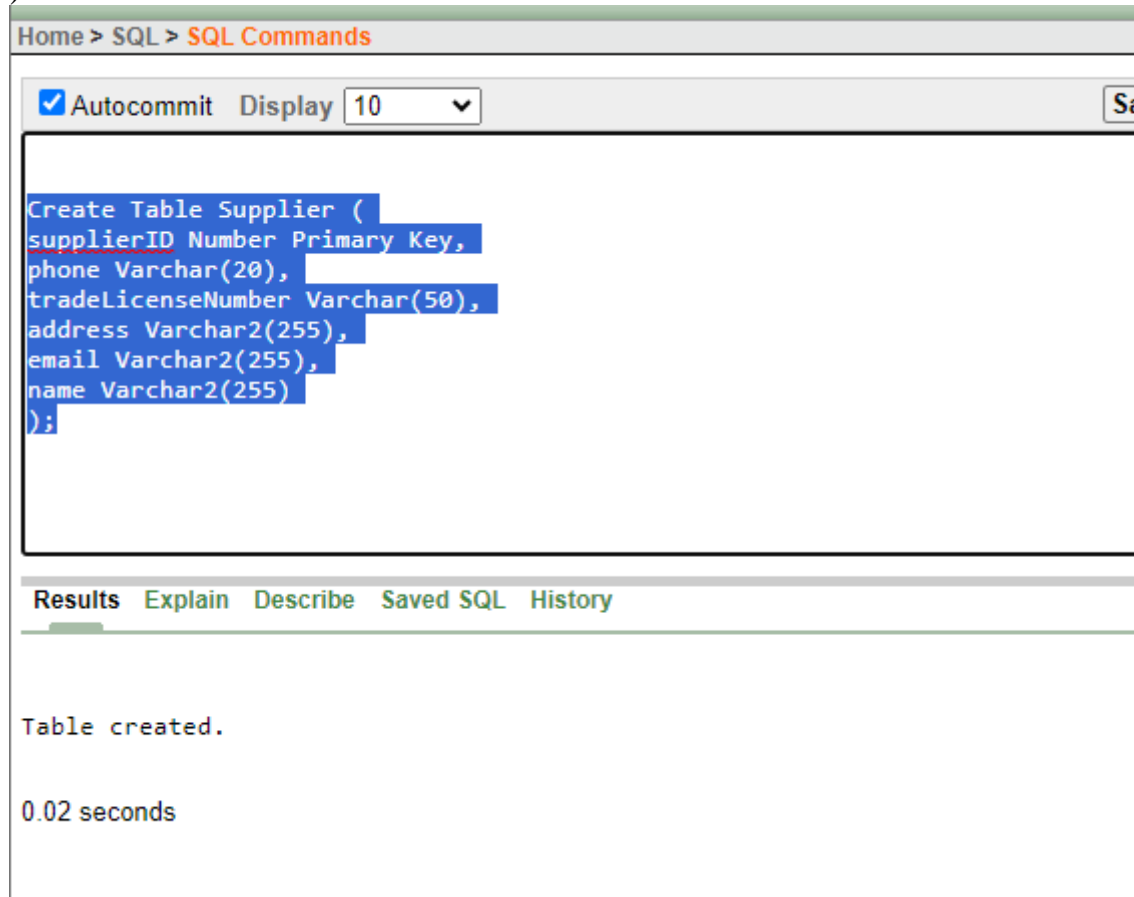 )
Home > SQL > SQL Commands
Autocommit Display 10
Create Table Supplier (
supplierID Number Primary Key,
phone Varchar(20),
tradeLicenseNumber Varchar(50),
address Varchar2(255),
email Varchar2(255),
name Varchar2(255)
);
Results Explain Describe Saved SQL History
Table created.
0.02 seconds